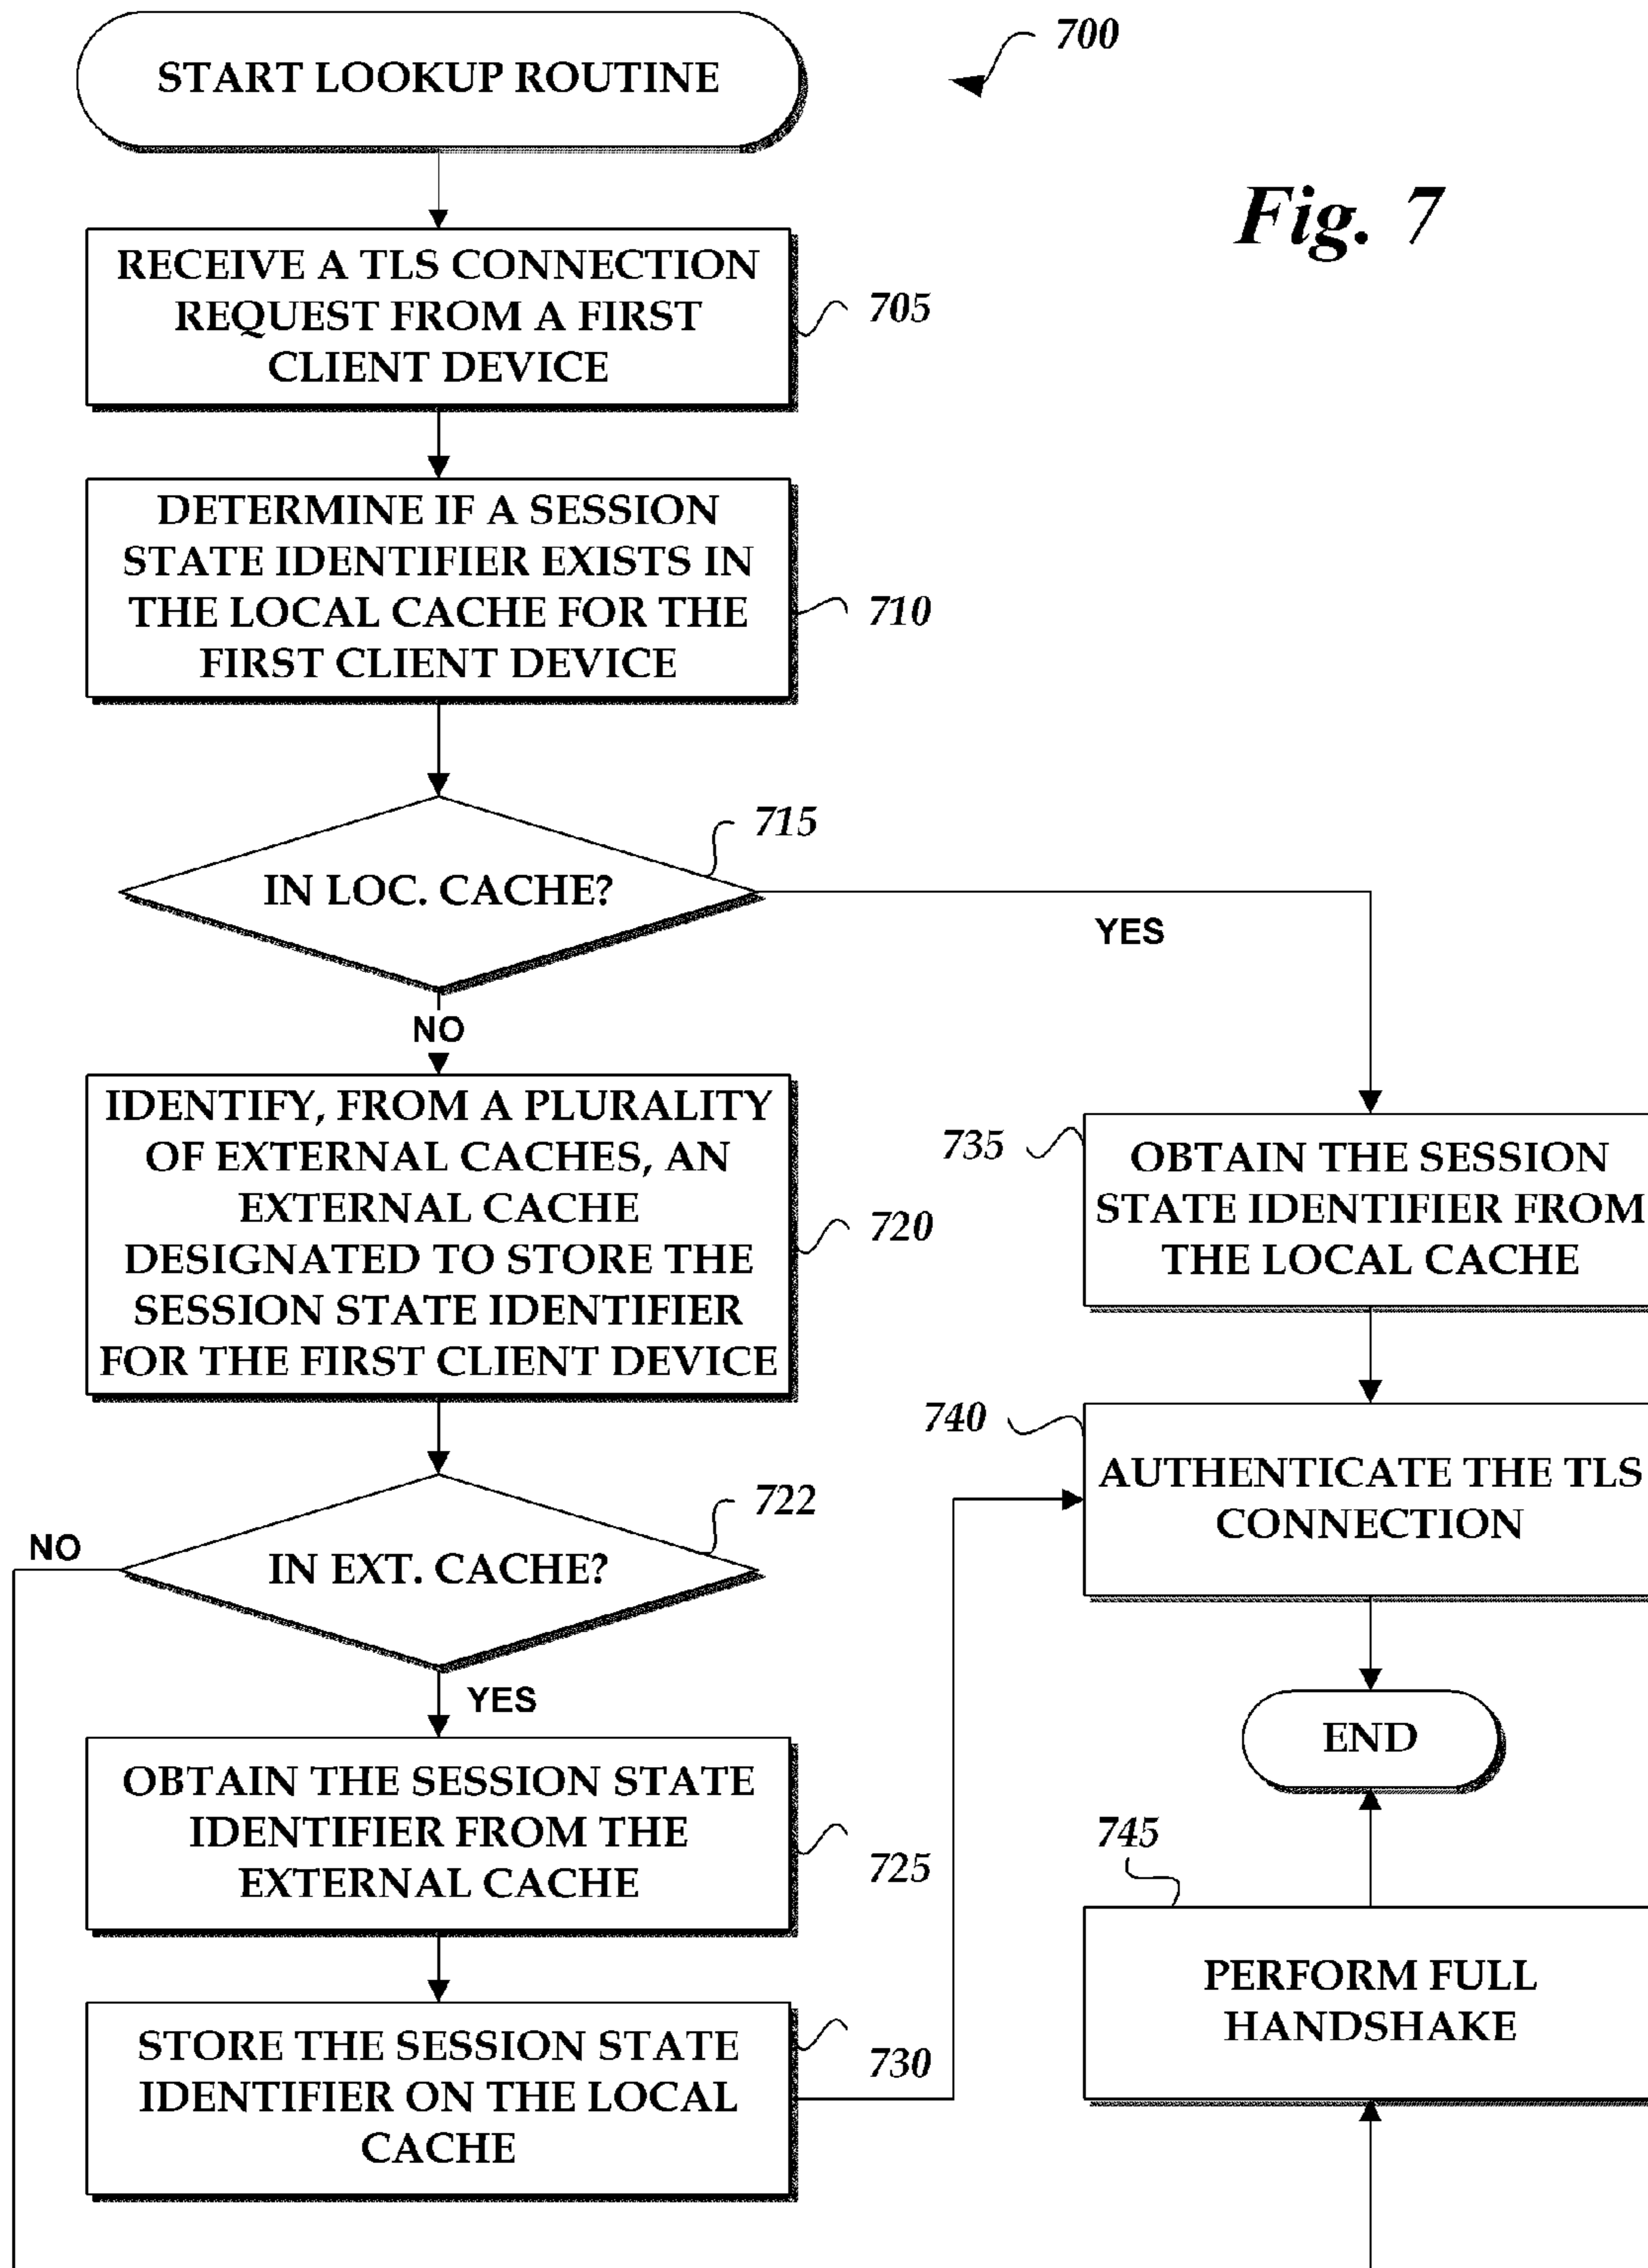 START LOOKUP ROUTINE
700
Fig. 7
RECEIVE A TLS CONNECTION
REQUEST FROM A FIRST
CLIENT DEVICE
705
DETERMINE IF A SESSION
STATE IDENTIFIER EXISTS IN
THE LOCAL CACHE FOR THE
FIRST CLIENT DEVICE
710
IN LOC. CACHE?
715
YES
NO
IDENTIFY, FROM A PLURALITY
OF EXTERNAL CACHES, AN
EXTERNAL CACHE
DESIGNATED TO STORE THE
SESSION STATE IDENTIFIER
FOR THE FIRST CLIENT DEVICE
720
IN EXT. CACHE?
722
NO
YES
OBTAIN THE SESSION STATE
IDENTIFIER FROM THE
EXTERNAL CACHE
725
STORE THE SESSION STATE
IDENTIFIER ON THE LOCAL
CACHE
730
735
OBTAIN THE SESSION
STATE IDENTIFIER FROM
THE LOCAL CACHE
740
AUTHENTICATE THE TLS
CONNECTION
END
745
PERFORM FULL
HANDSHAKE